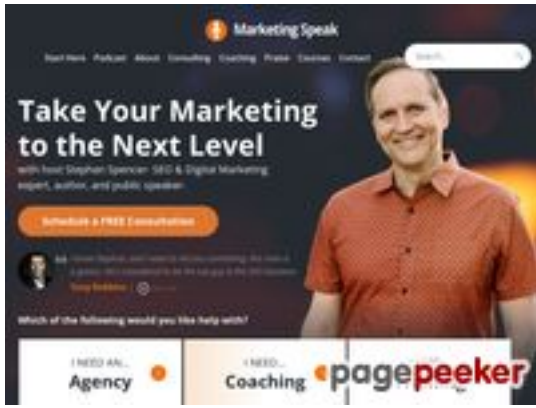 Marketing Speak
Start Here Podcast About Consulting Coaching Praise Courses Contact
Search...
Take Your Marketing
to the Next Level
with host Stephan Spencer SEO & Digital Marketing
expert, author, and public speaker.
Schedule a FREE Consultation
Tony Robbins
Which of the following would you like help with?
I NEED AN...
Agency
I NEED...
Coaching
pagepeeker